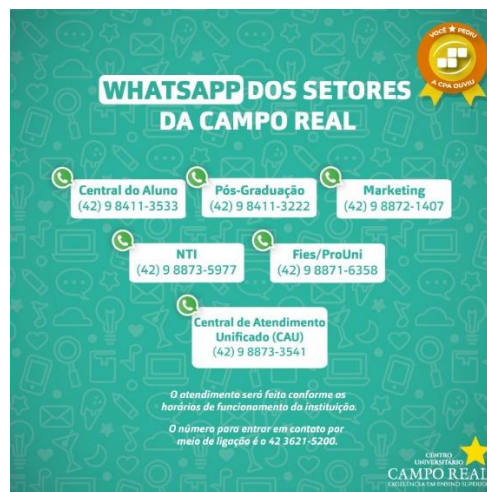 VOCÊ ★ PEDIU
A CPA OUVIU
WHATSAPP DOS SETORES
DA CAMPO REAL
Central do Aluno
(42) 9 8411-3533
Pós-Graduação
(42) 9 8411-3222
Marketing
(42) 9 8872-1407
NTI
(42) 9 8873-5977
Fies/ProUni
(42) 9 8871-6358
Central de Atendimento
Unificado (CAU)
(42) 9 8873-3541
O atendimento será feito conforme os
horários de funcionamento da instituição.
O número para entrar em contato por
meio de ligação é o 42 3621-5200.
CENTRO
UNIVERSITÁRIO
CAMPO REAL
EXCELÊNCIA EM ENSINO SUPERIOR